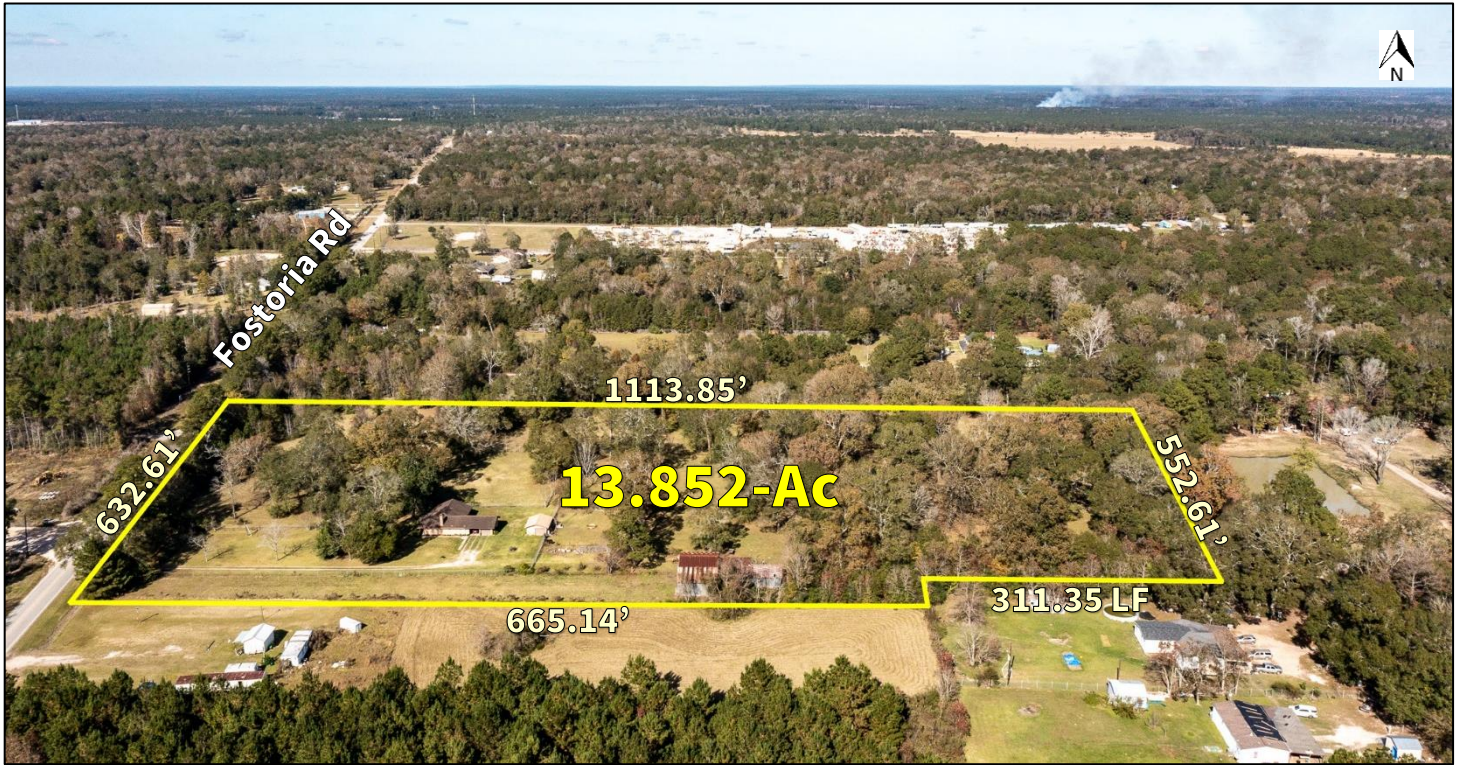 N
Fostoria Rd
1113.85’
632.61’
13.852-Ac
552.61’
311.35 LF
665.14’